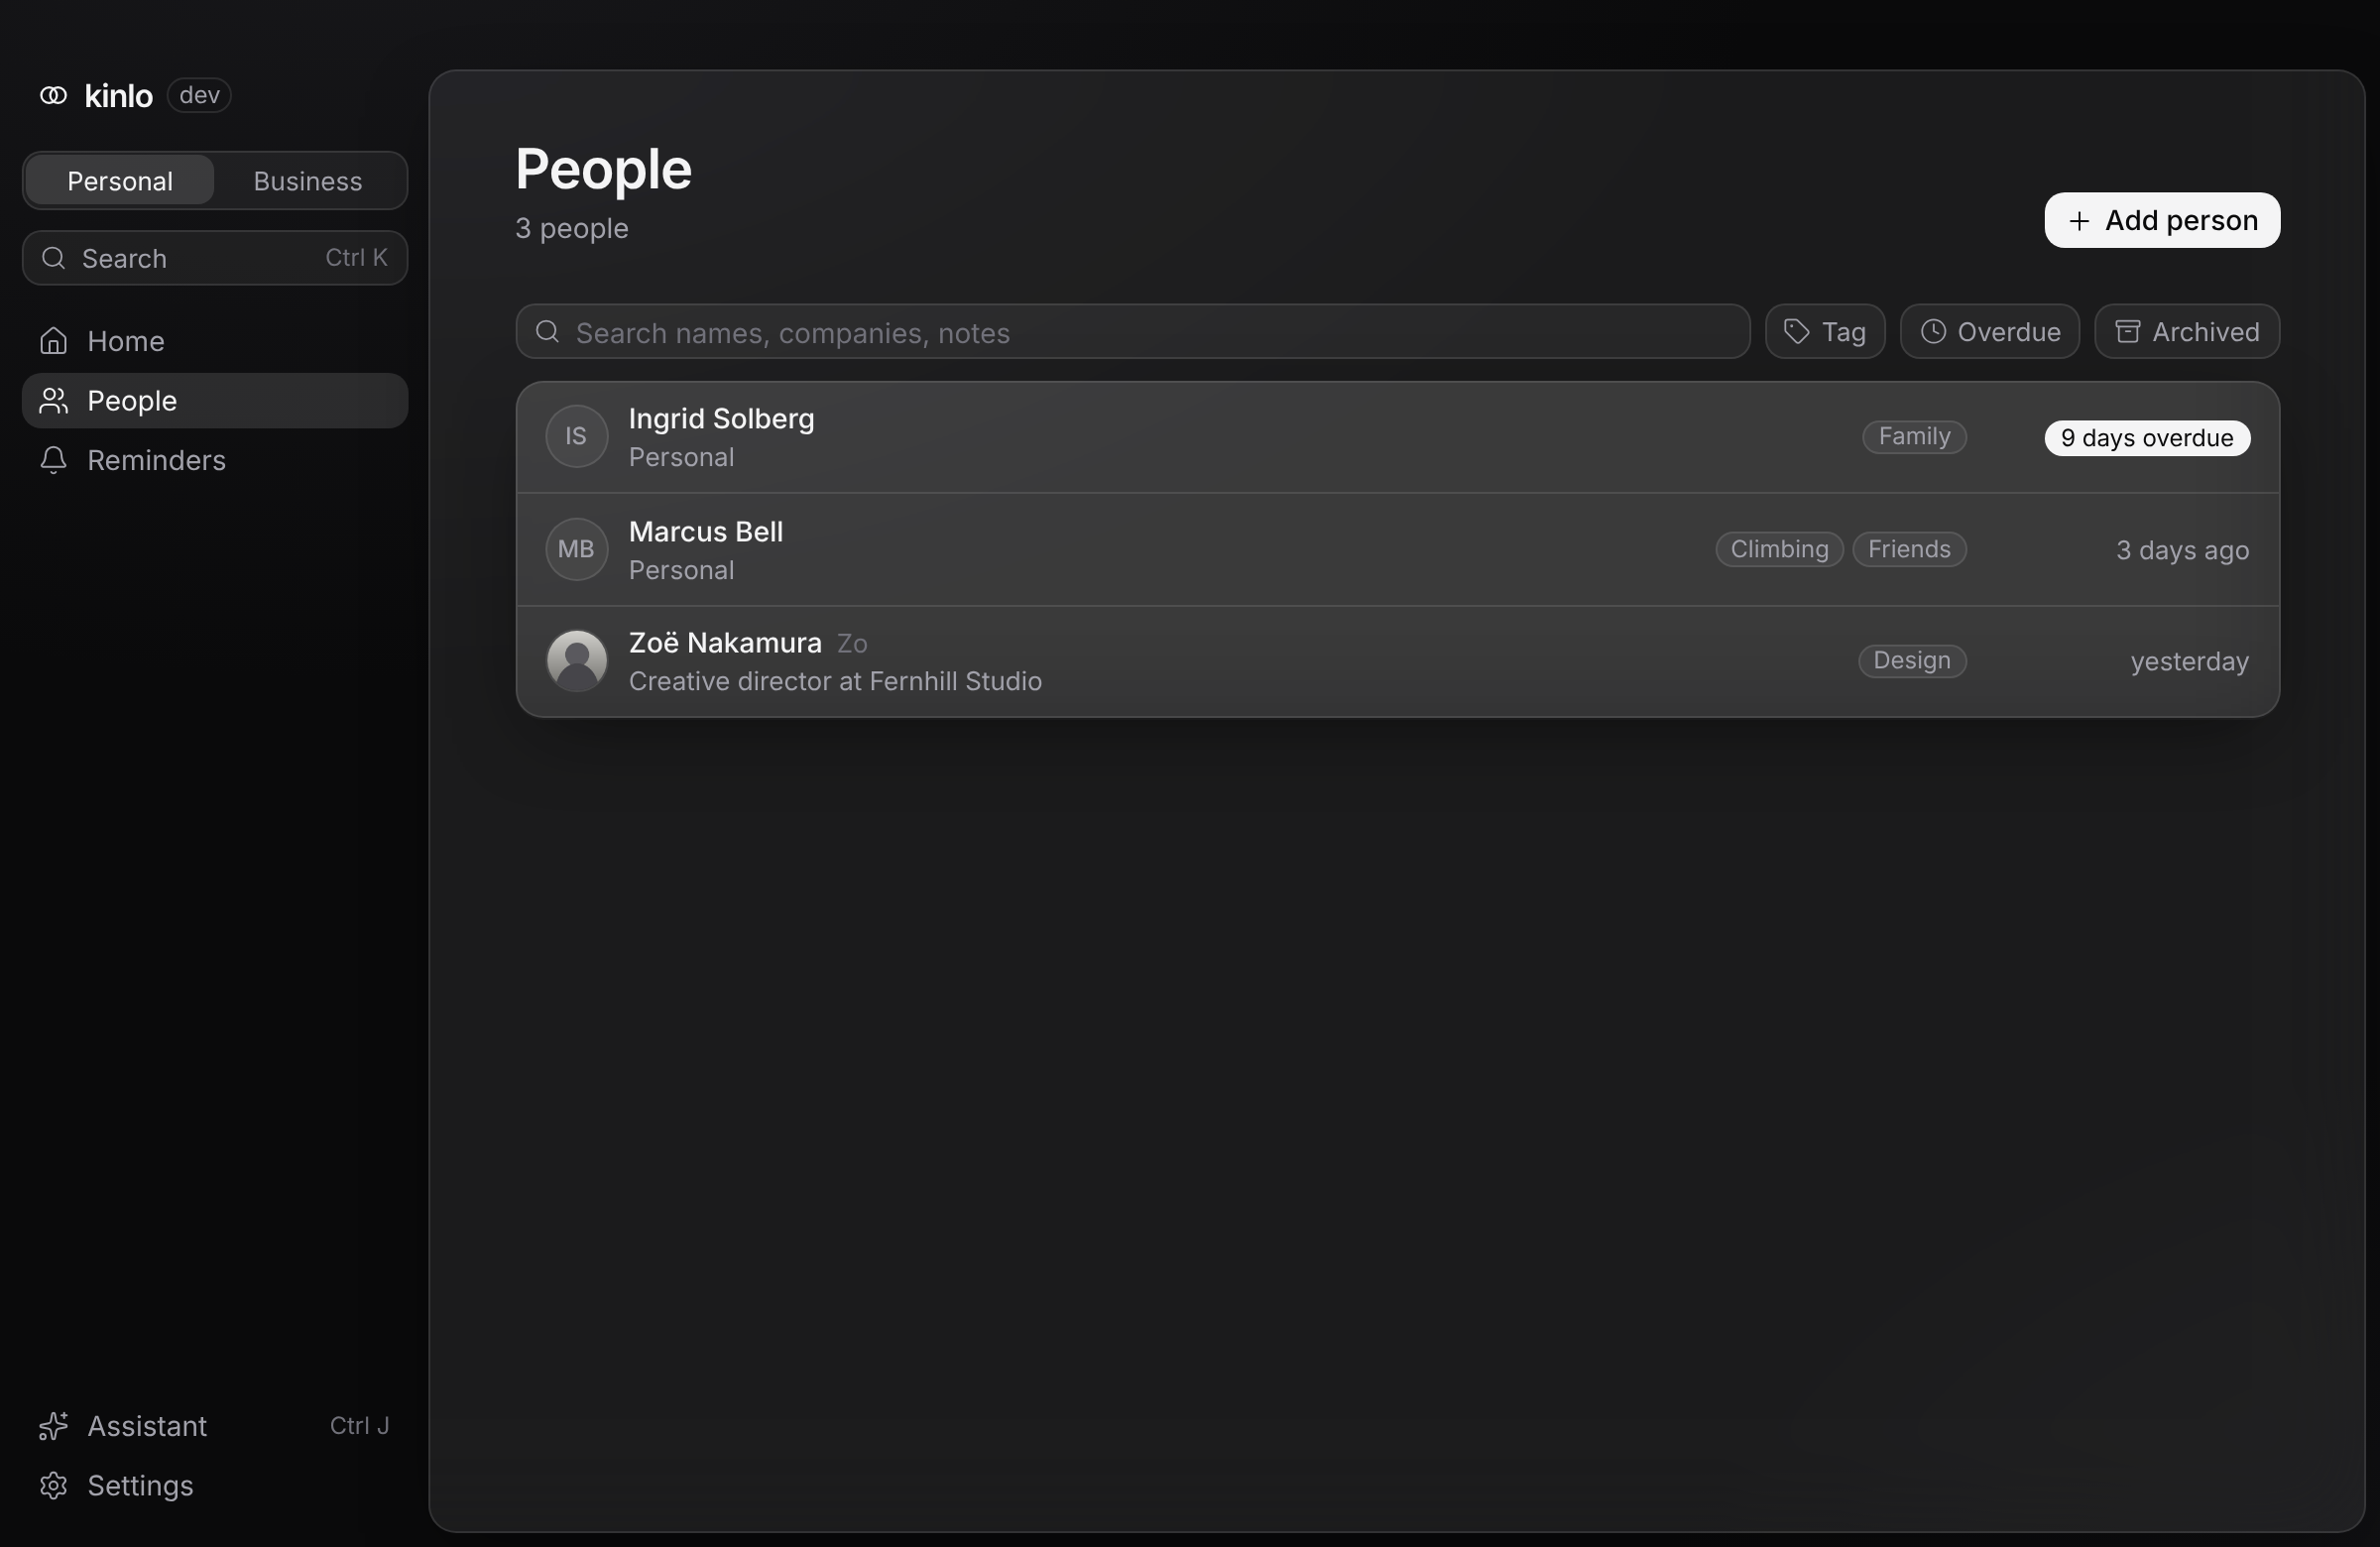 kinlo dev
Personal Business
Search Ctrl K
Home
People
Reminders
Assistant Ctrl J
Settings
People
3 people
Add person
Search names, companies, notes Tag Overdue Archived
IS Ingrid Solberg Family 9 days overdue
Personal
MB Marcus Bell Climbing Friends 3 days ago
Personal
Zoë Nakamura Zo Design yesterday
Creative director at Fernhill Studio